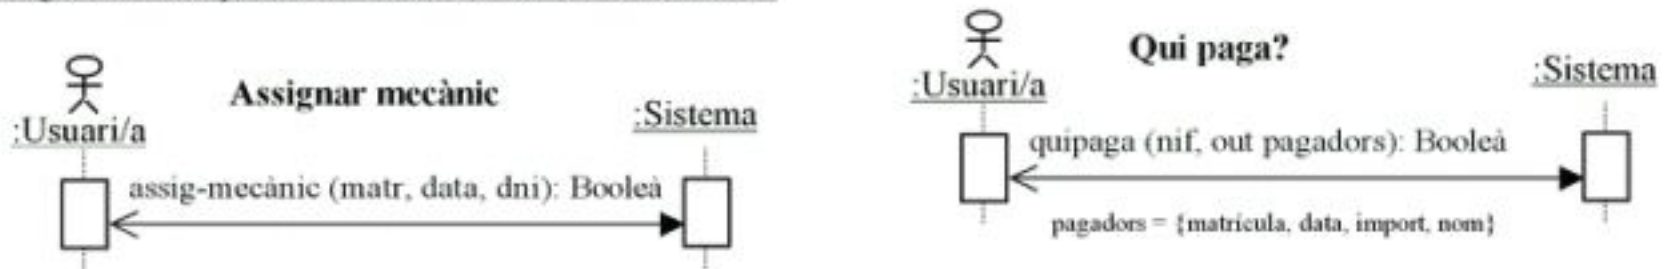 Assignar mecànic
:Usuari/a
:Sistema
assig-mecànic (matr, data, dni): Booleà
Qui paga?
:Usuari/a
:Sistema
quipaga (nif, out pagadors): Booleà
pagadors = {matrícula, data, import, nom}